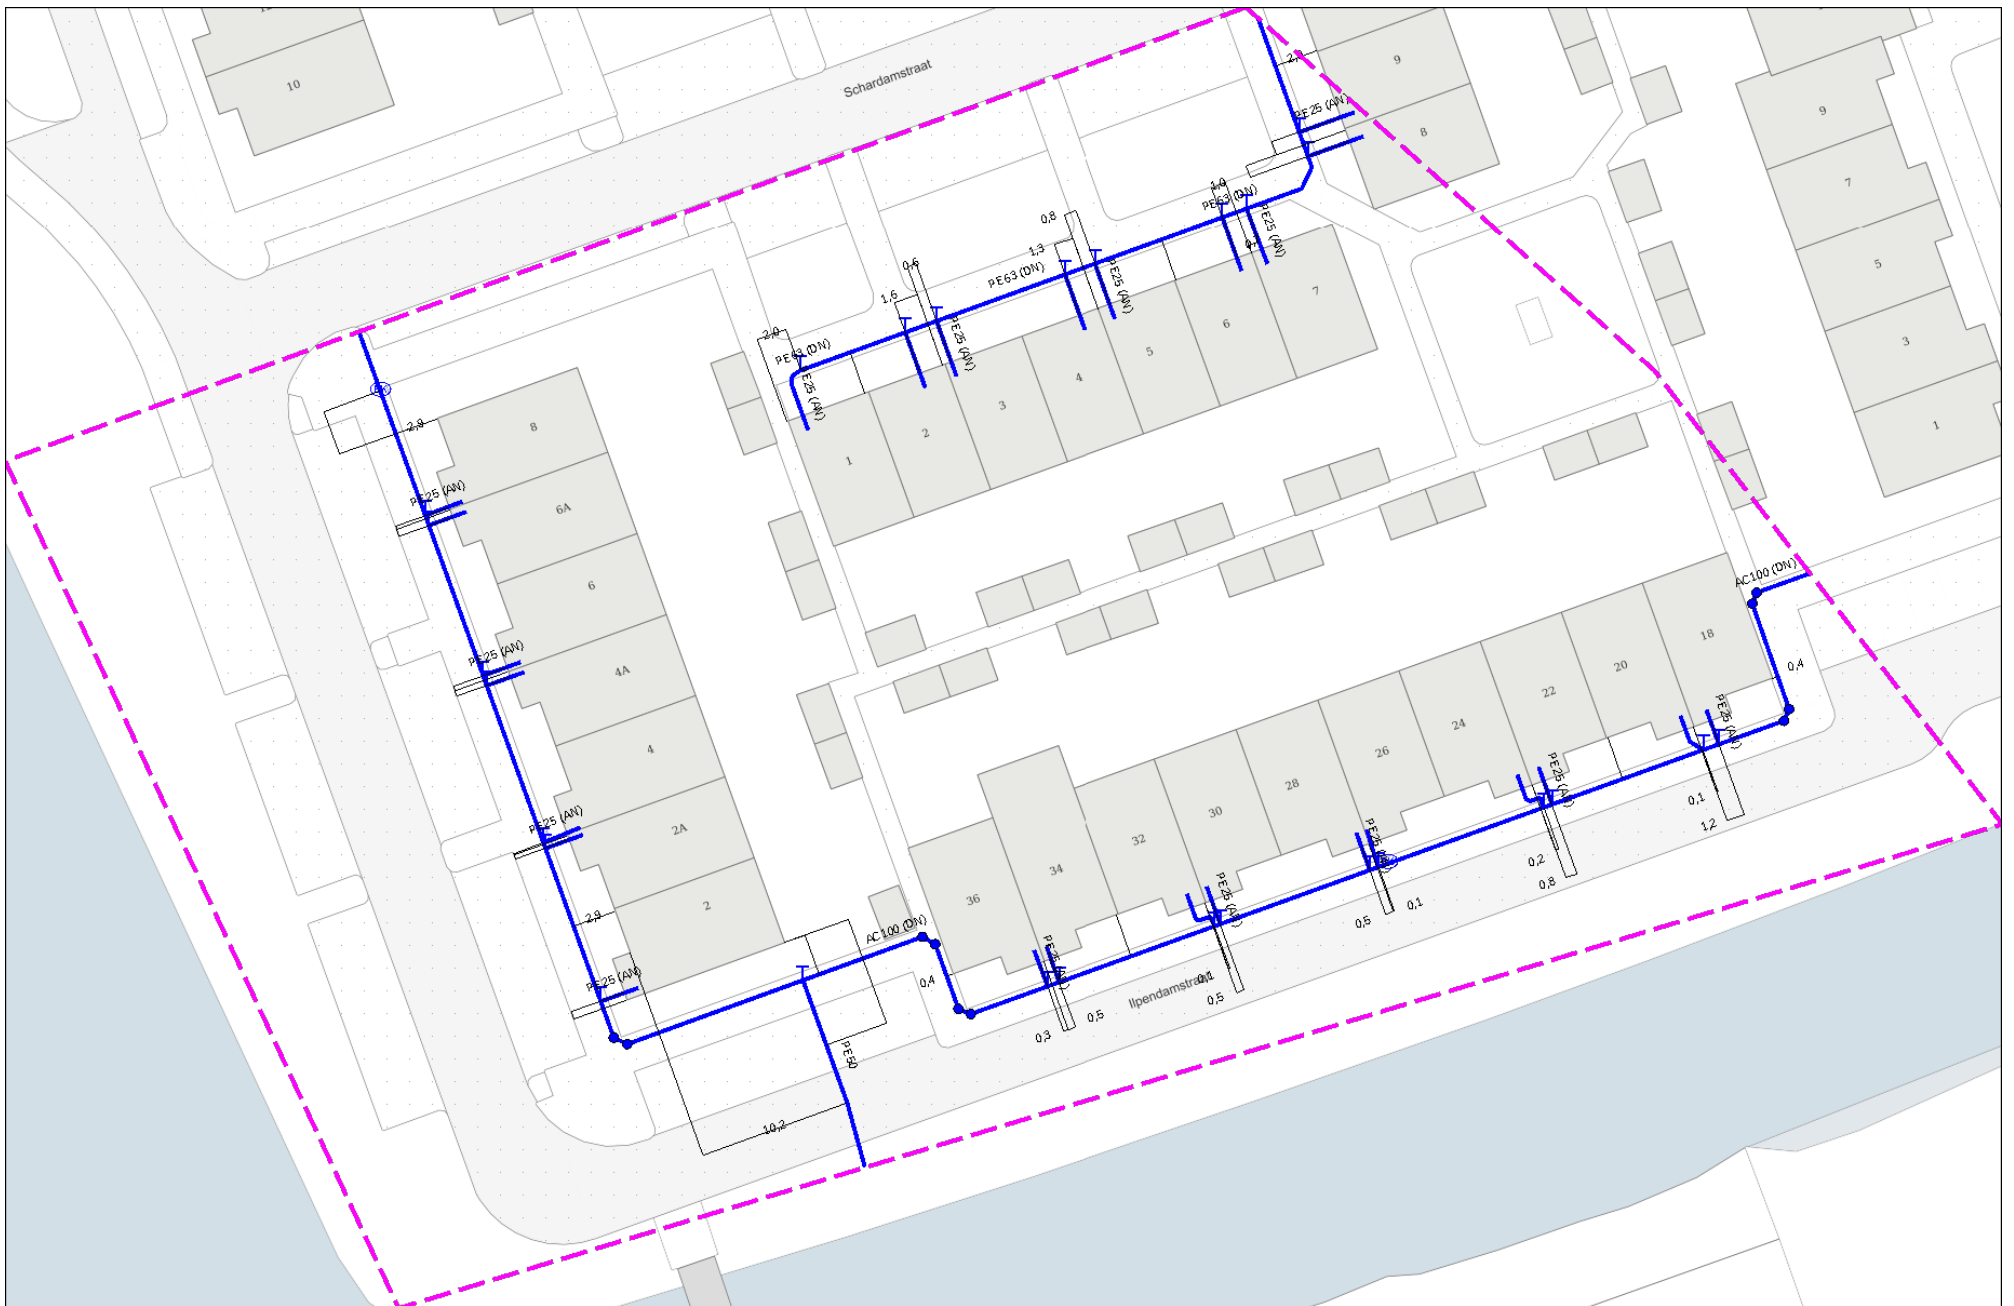 10
Schardamstraat
9
8
9
7
5
3
1
PE25 (AN)
1,0
PE63 (DN)
PE25 (AN)
0,8
1,3
PE63 (DN)
PE25 (AN)
0,6
1,6
PE25 (AN)
2,0
PE63 (DN)
PE25 (AN)
7
6
5
4
3
2
1
2,9
8
PE25 (AN)
6A
6
PE25 (AN)
4A
4
PE25 (AN)
2A
2
2,9
PE25 (AN)
AC100 (DN)
18
20
22
24
26
28
30
32
34
36
0,4
PE25 (AN)
0,1
1,2
PE25 (AN)
0,2
0,8
PE25 (AN)
0,5
0,1
PE25 (AN)
0,1
0,5
PE25 (AN)
0,3
0,5
AC100 (DN)
0,4
Ilpendamstraat
PE50
10,2